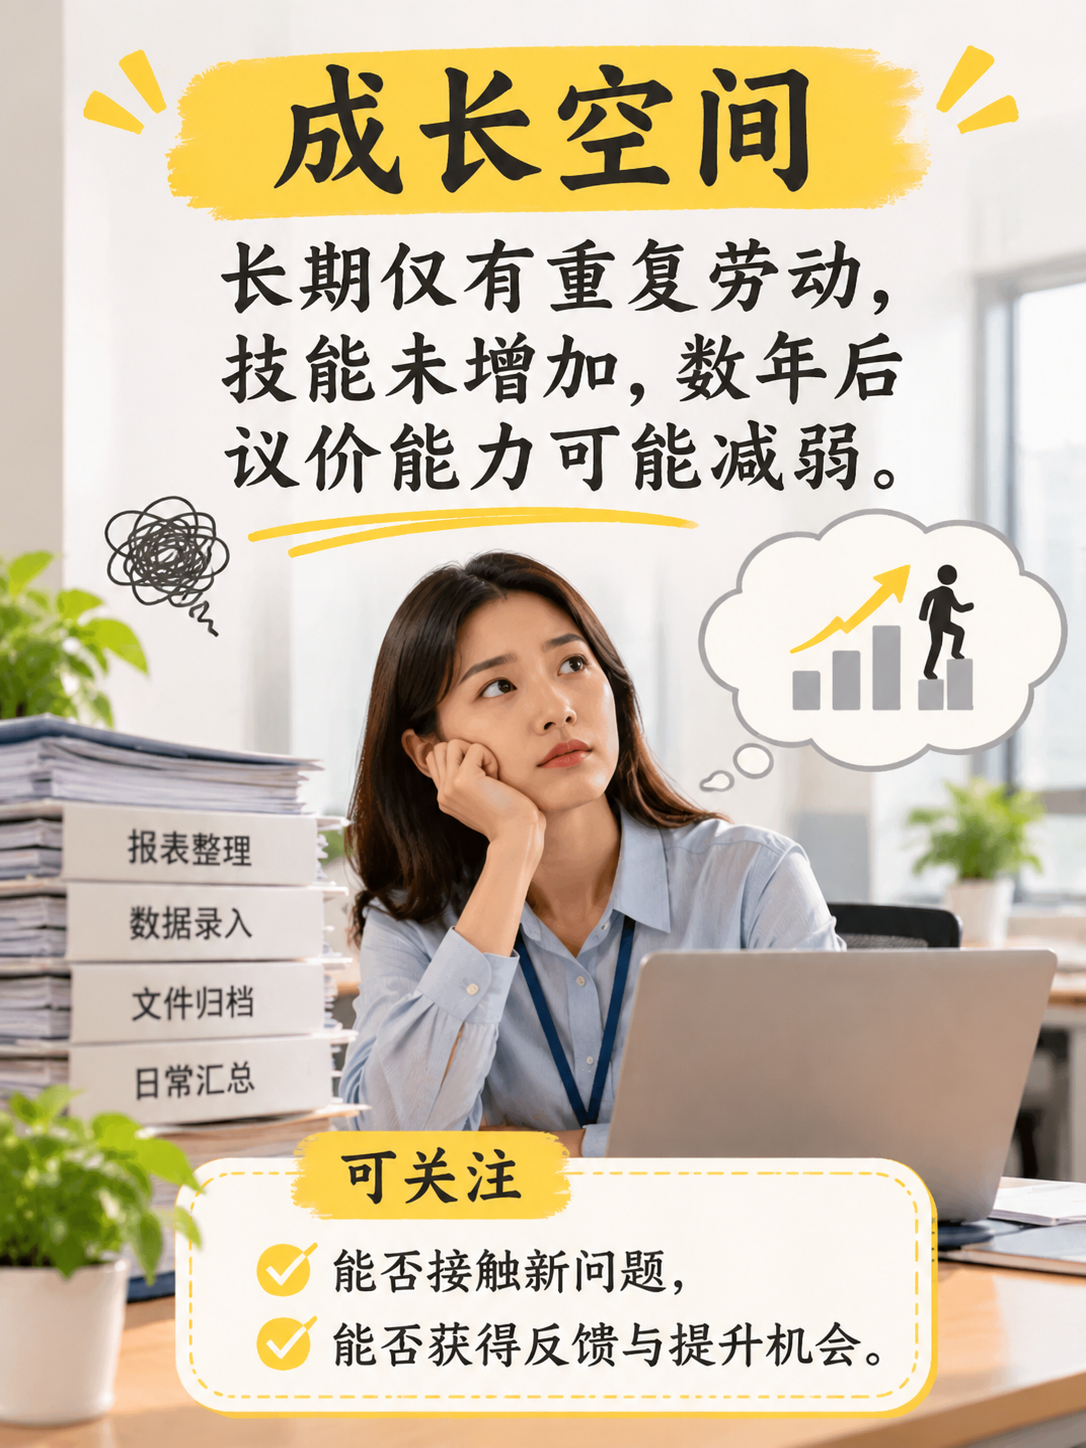 成长空间
长期仅有重复劳动，
技能未增加，数年后
议价能力可能减弱。
报表整理
数据录入
文件归档
日常汇总
可关注
能否接触新问题，
能否获得反馈与提升机会。